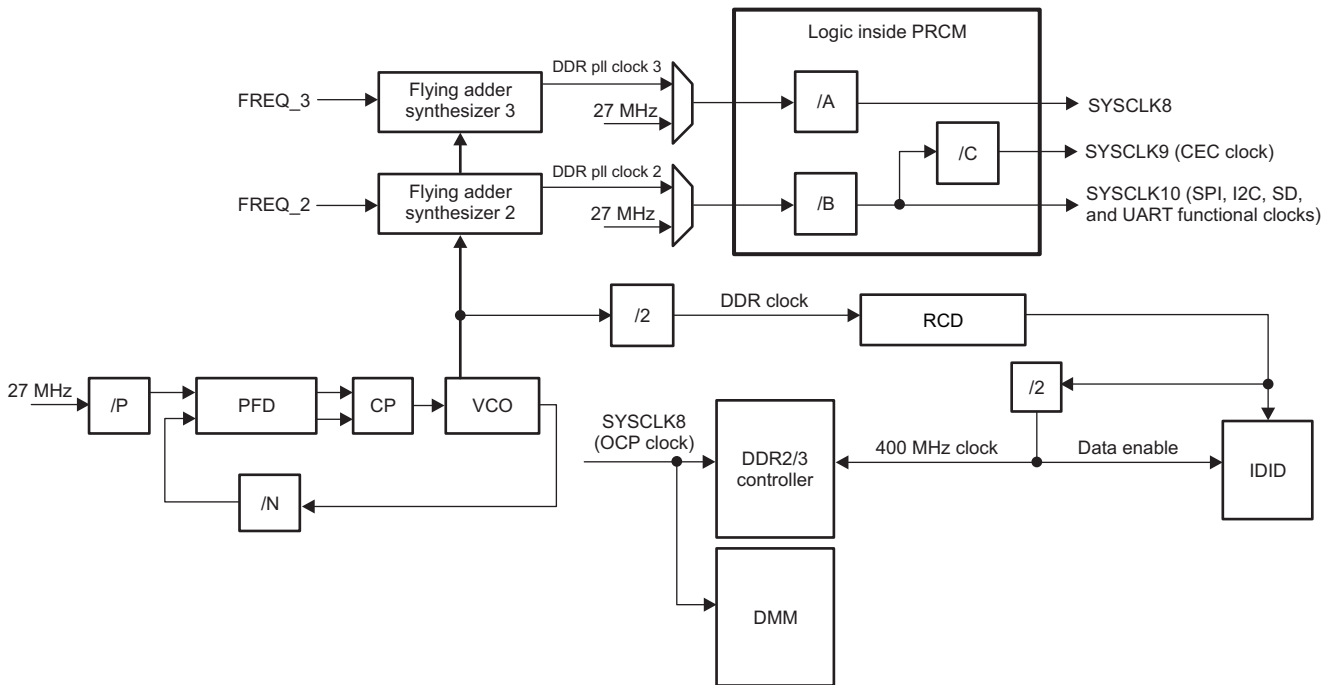 Logic inside PRCM
DDR pll clock 3
Flying adder
synthesizer 3
FREQ_3
27 MHz
/A
SYSCLK8
/C
SYSCLK9 (CEC clock)
DDR pll clock 2
Flying adder
synthesizer 2
FREQ_2
27 MHz
/B
SYSCLK10 (SPI, I2C, SD,
and UART functional clocks)
/2
DDR clock
RCD
27 MHz
/P
PFD
CP
VCO
/N
/2
SYSCLK8
(OCP clock)
DDR2/3
controller
400 MHz clock
Data enable
IDID
DMM